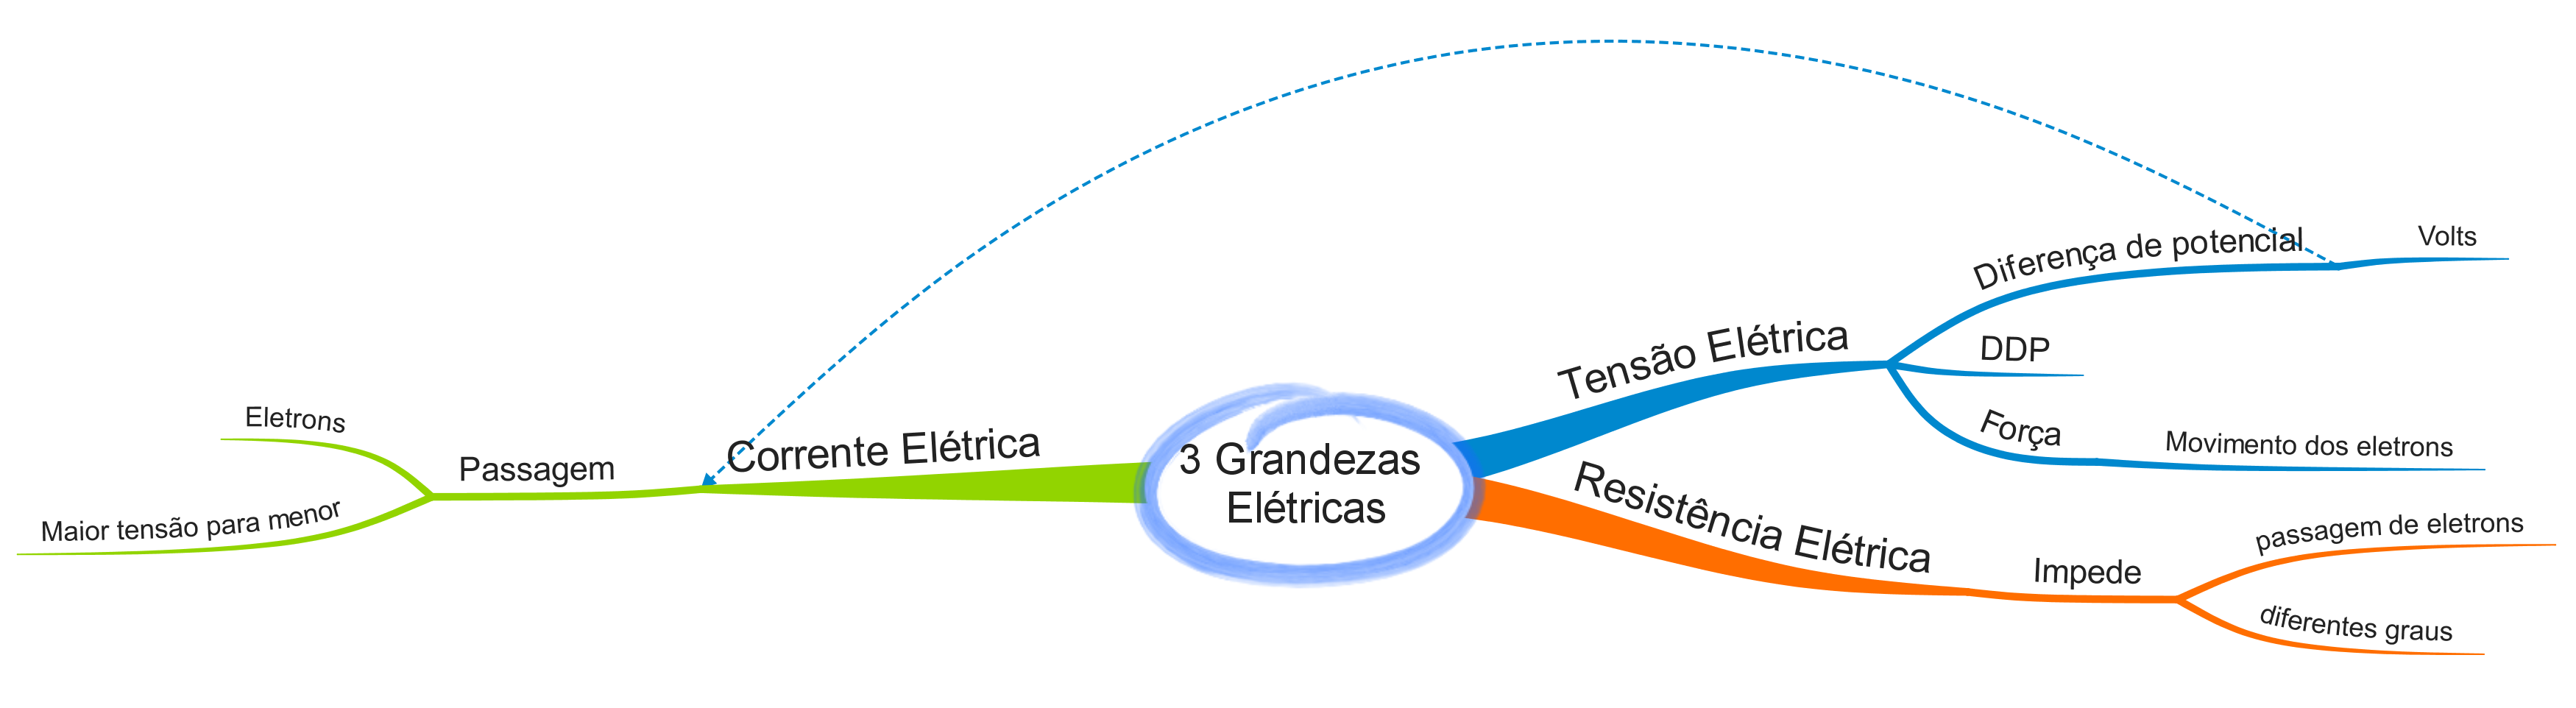 3 Grandezas
Elétricas
Tensão Elétrica
Diferença de potencial
Volts
DDP
Força
Movimento dos eletrons
Resistência Elétrica
Impede
passagem de eletrons
diferentes graus
Corrente Elétrica
Passagem
Eletrons
Maior tensão para menor